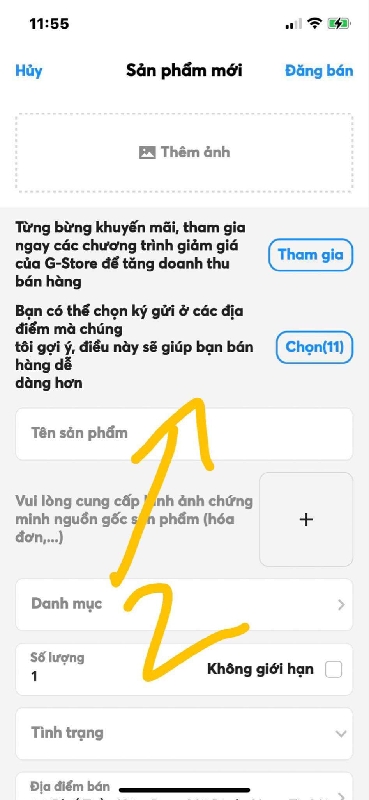 11:55
Hủy
Sản phẩm mới
Đăng bán
Thêm ảnh
Từng bừng khuyến mãi, tham gia
ngay các chương trình giảm giá
của G-Store để tăng doanh thu
bán hàng
Tham gia
Bạn có thể chọn ký gửi ở các địa
điểm mà chúng
tôi gợi ý, điều này sẽ giúp bạn bán
hàng dễ
dàng hơn
Chọn(11)
Tên sản phẩm
Vui lòng cung cấp hình ảnh chứng
minh nguồn gốc sản phẩm (hóa
đơn,...)
+
Danh mục
Số lượng
1
Không giới hạn
Tình trạng
Địa điểm bán
2